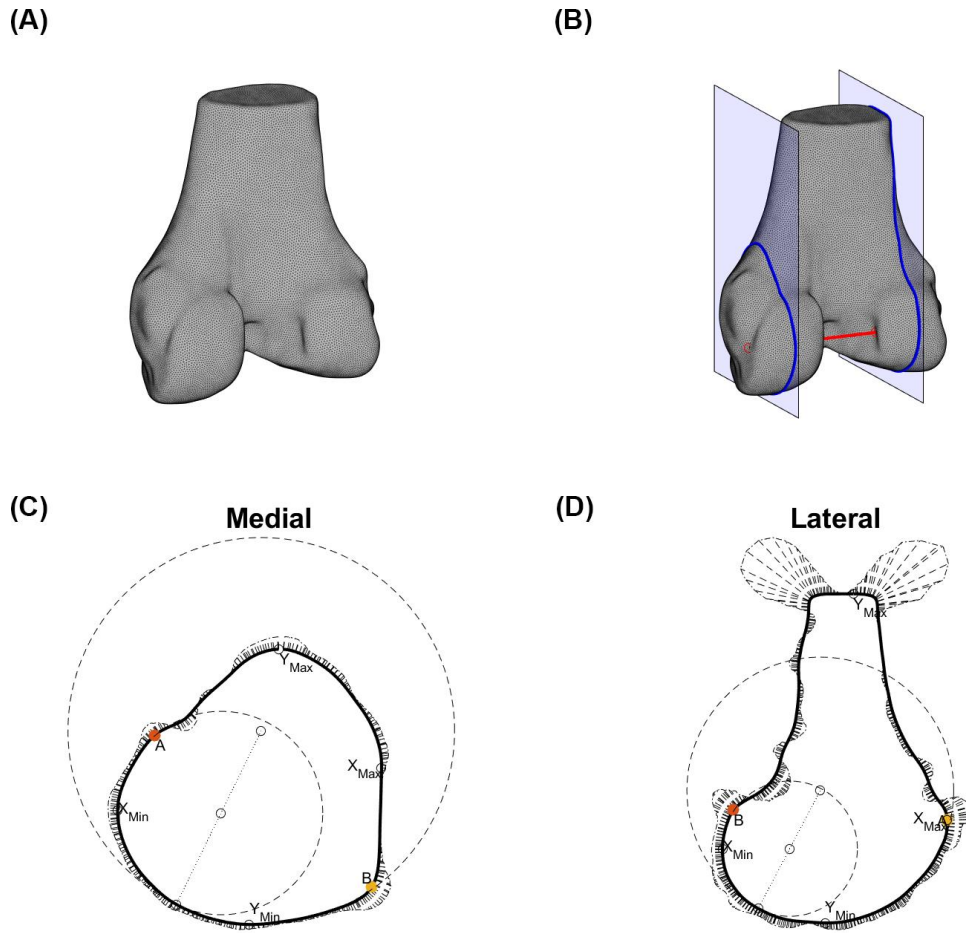 (A)
(B)
(C)
Medial
Y Max
A
X Max
X Min
B
Y Min
(D)
Lateral
Y Max
B
X Max
A
X Min
Y Min